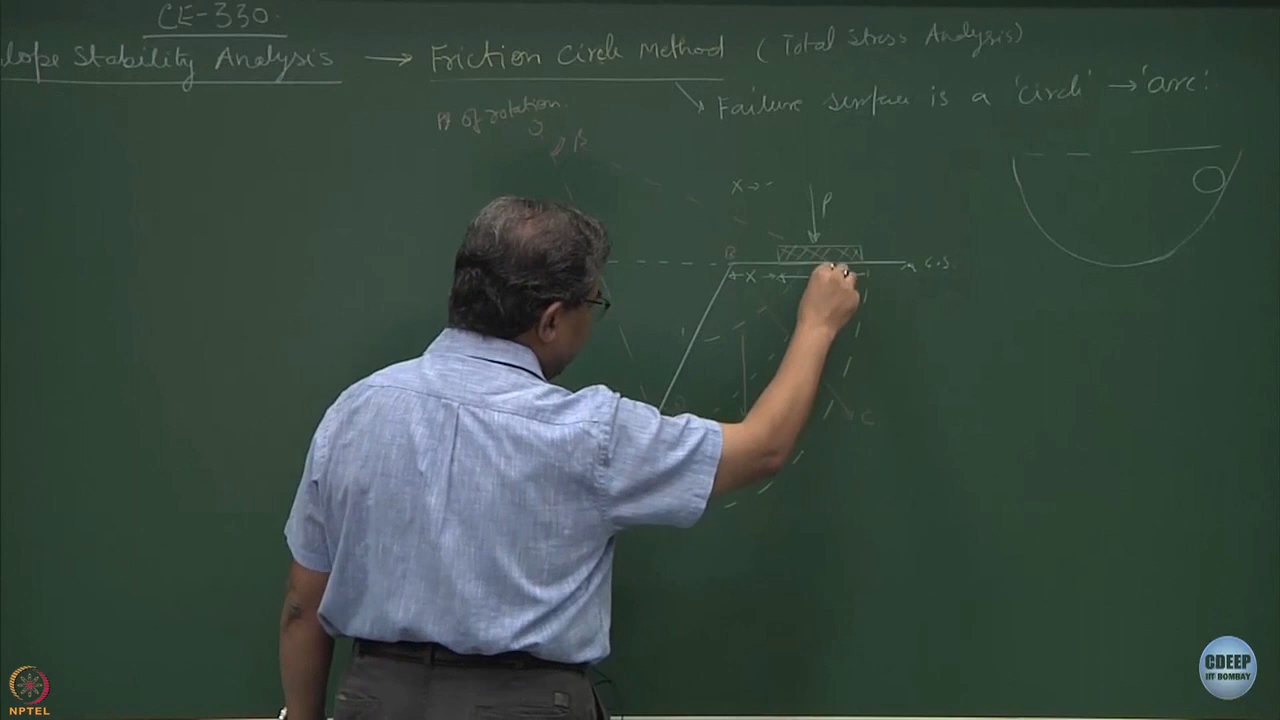 CE-330.
lope Stability Analysis → Friction Circle Method (Total Stress Analysis)
Failure surface is a 'circle' → 'arc'.
Pt of rotation.
O
R
X →
P
B
X
G.S.
C
CDEEP
IIT BOMBAY
NPTEL